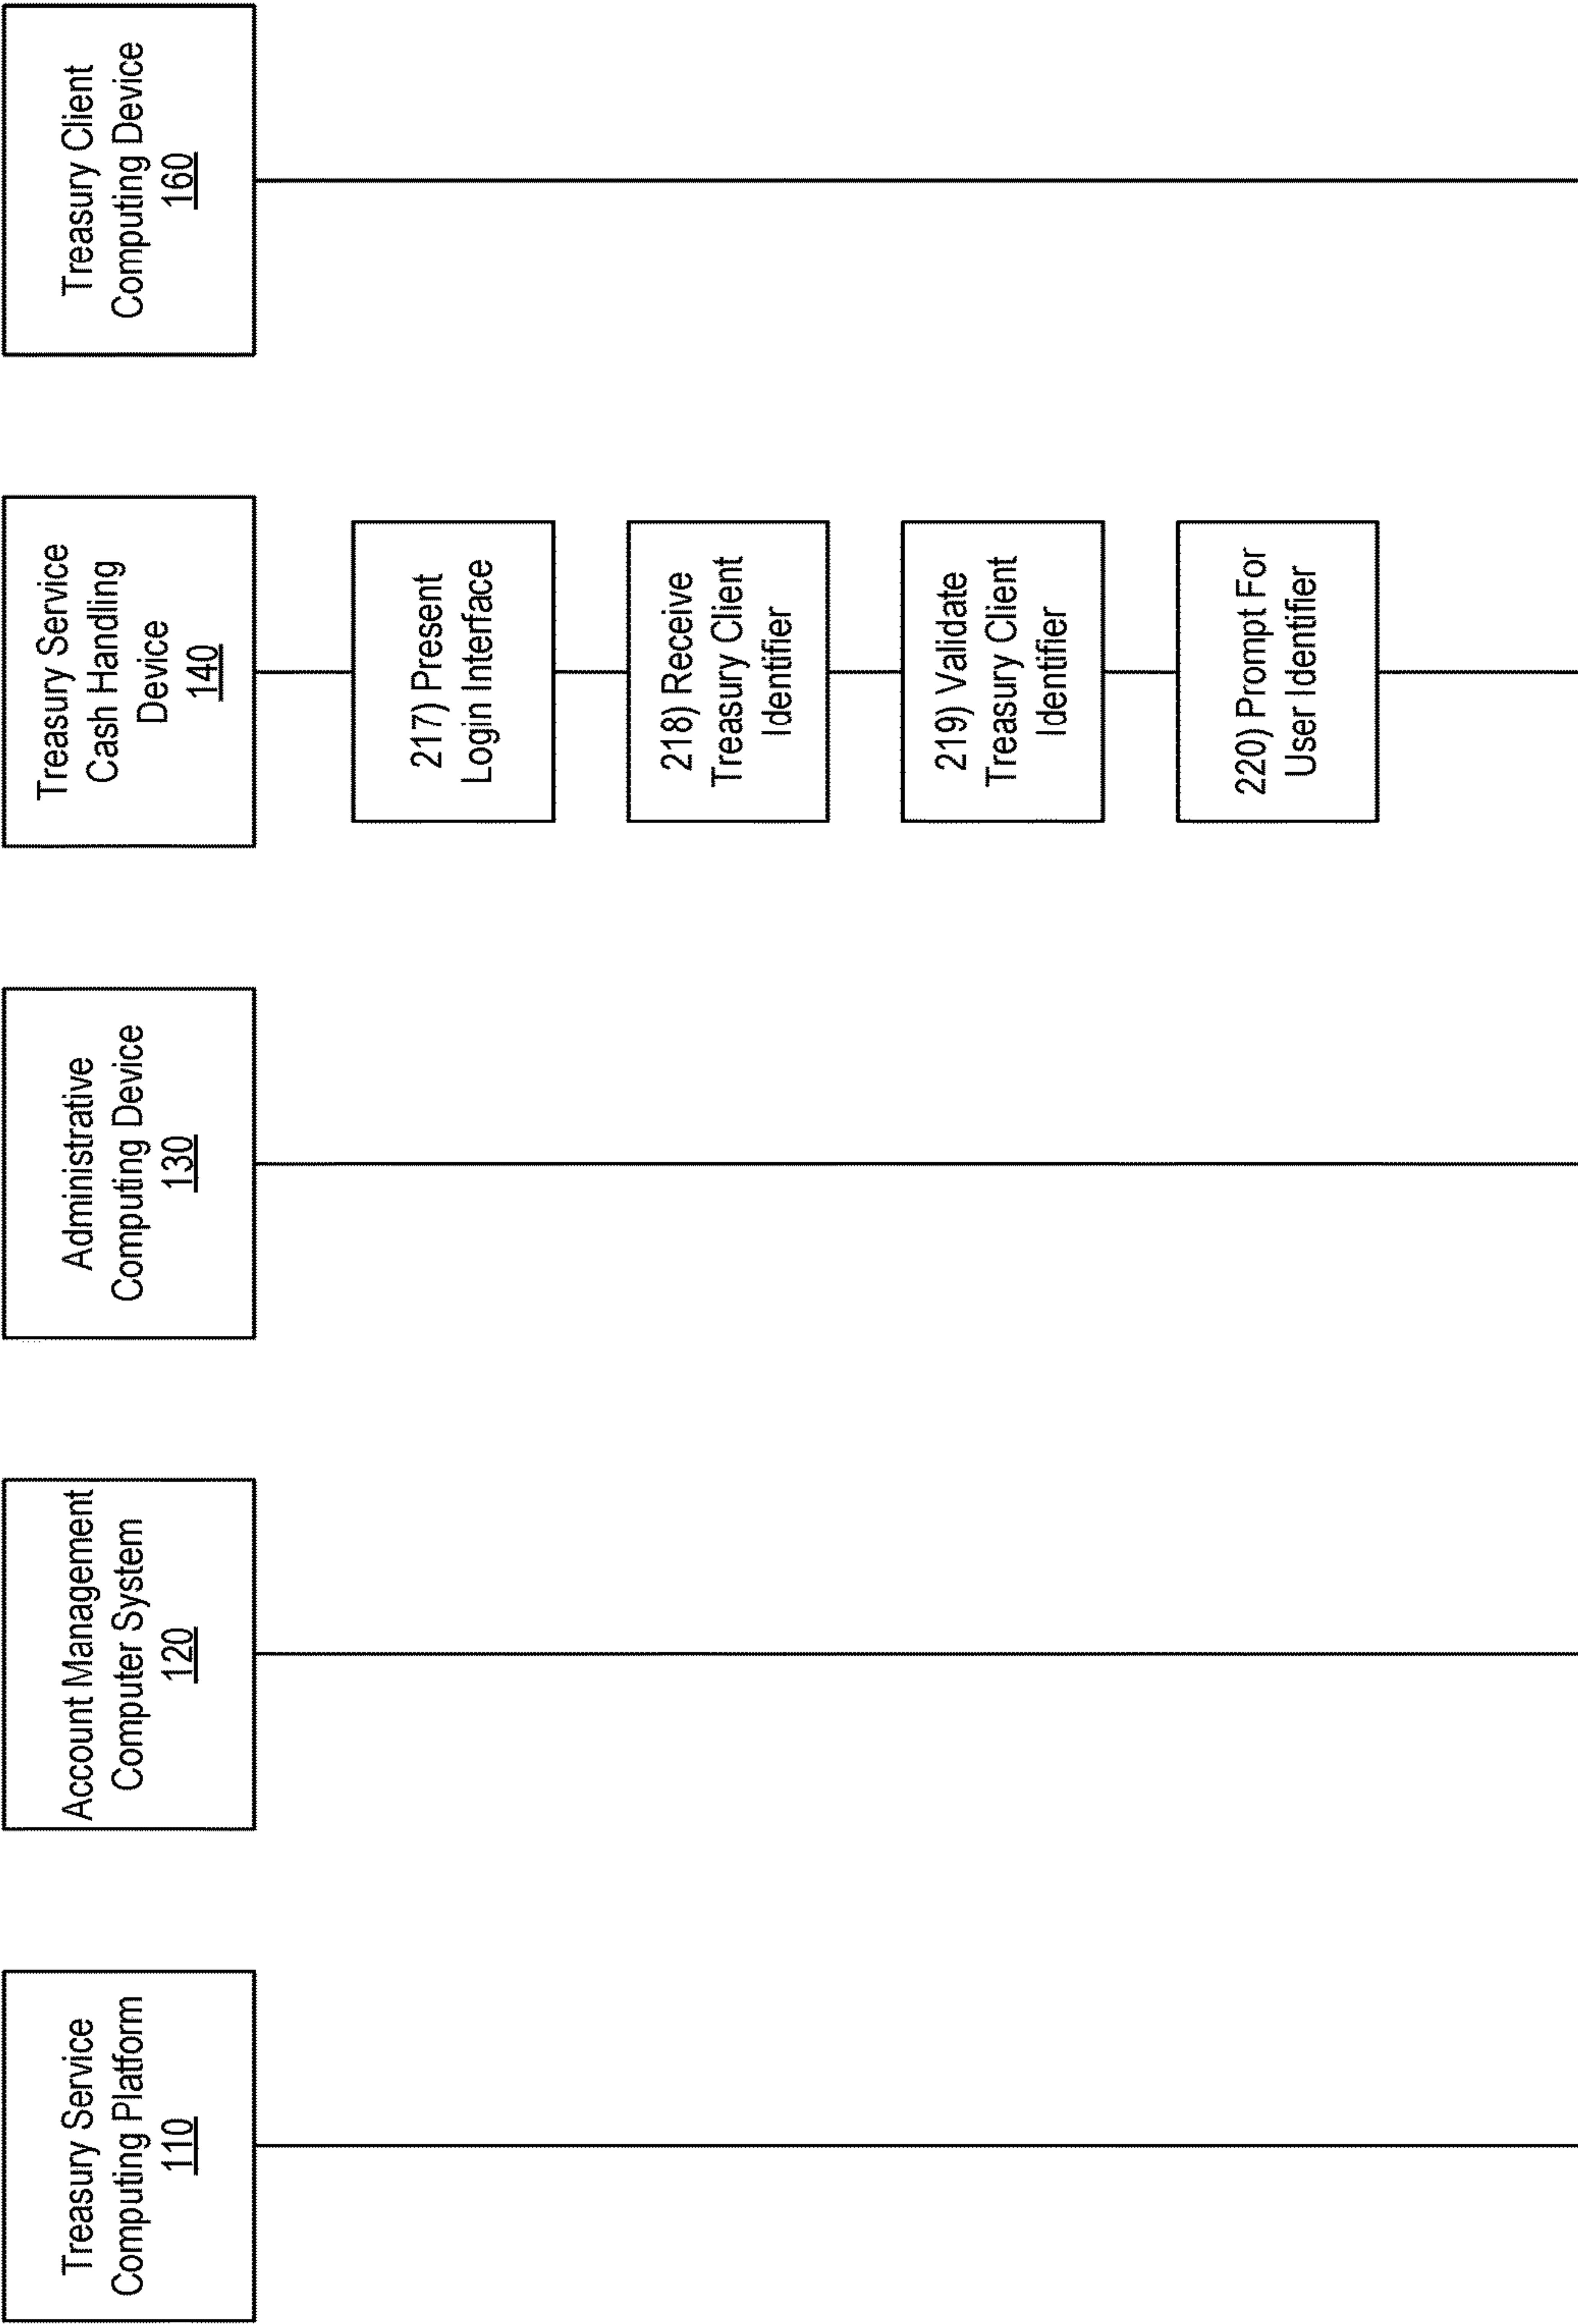 Treasury Service
Computing Platform
110
Account Management
Computer System
120
Administrative
Computing Device
130
Treasury Service
Cash Handling
Device
140
Treasury Client
Computing Device
160
217) Present
Login Interface
218) Receive
Treasury Client
Identifier
219) Validate
Treasury Client
Identifier
220) Prompt For
User Identifier